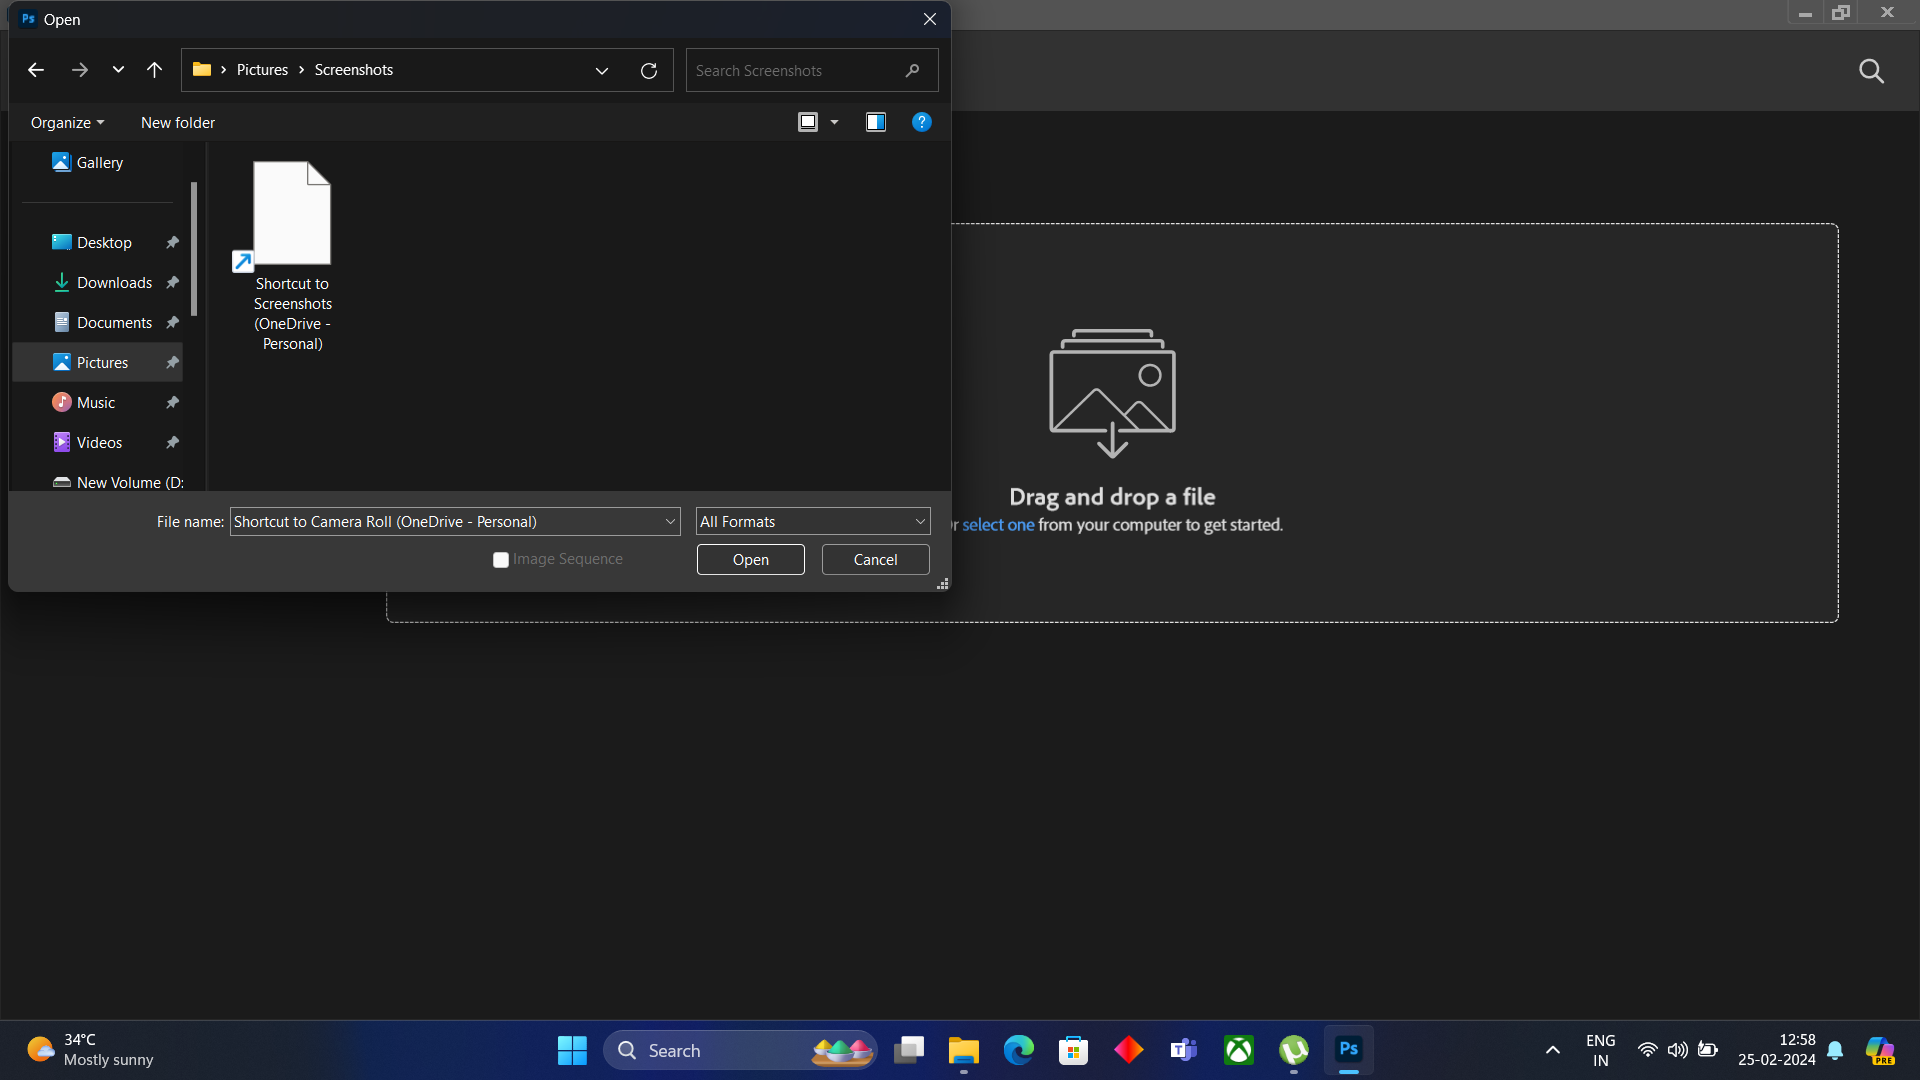 Ps Open
Pictures > Screenshots
Search Screenshots
Organize
New folder
?
Gallery
Desktop
Downloads
Documents
Pictures
Music
Videos
New Volume (D:
Shortcut to
Screenshots
(OneDrive -
Personal)
File name: Shortcut to Camera Roll (OneDrive - Personal)
All Formats
Image Sequence
Open
Cancel
Drag and drop a file
r select one from your computer to get started.
34°C
Mostly sunny
Search
T
Ps
ENG
IN
12:58
25-02-2024
PRE